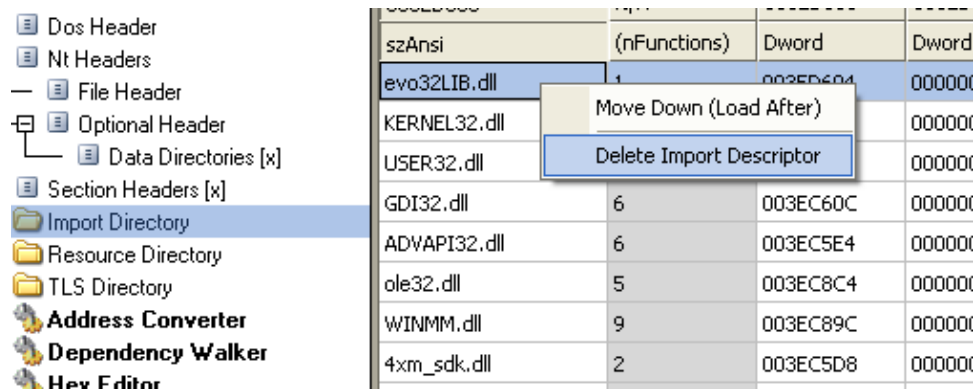 Dos Header
Nt Headers
File Header
Optional Header
Data Directories [x]
Section Headers [x]
Import Directory
Resource Directory
TLS Directory
Address Converter
Dependency Walker
Hex Editor
szAnsi (nFunctions) Dword Dword
evo32LIB.dll 1 003ED604
KERNEL32.dll
USER32.dll
GDI32.dll 6 003EC60C
ADVAPI32.dll 6 003EC5E4
ole32.dll 5 003EC8C4
WINMM.dll 9 003EC89C
4xm_sdk.dll 2 003EC5D8
Move Down (Load After)
Delete Import Descriptor